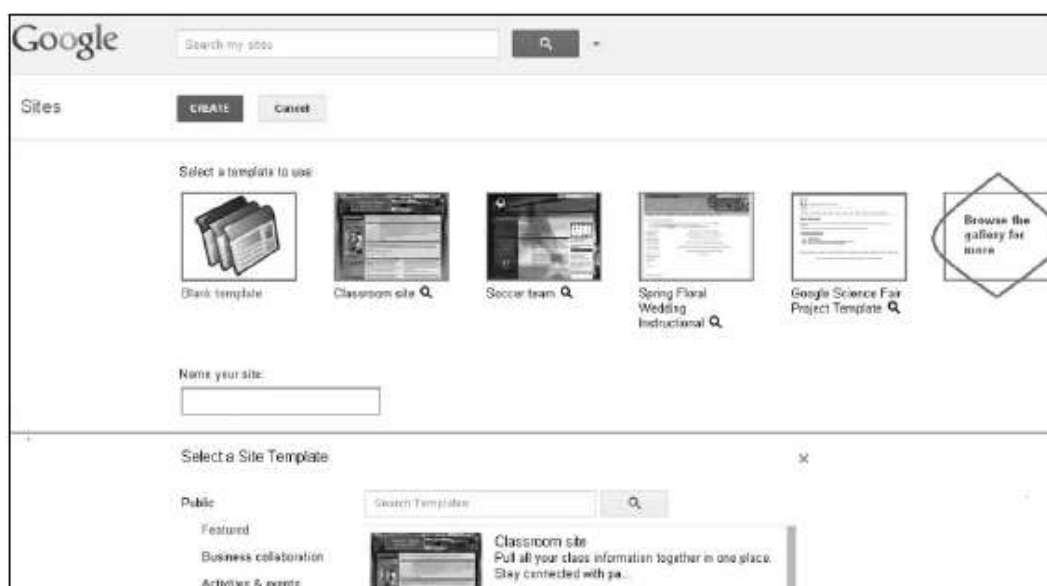 Google
Search my sites
Sites
CREATE
Cancel
Select a template to use:
Browse the
gallery for
more
Blank template
Classroom site
Soccer team
Spring Floral
Wedding
Instructional
Google Science Fair
Project Template
Name your site:
Select a Site Template
Public
Search Templates
Featured
Business collaboration
Activities & events
Classroom site
Pull all your class information together in one place.
Stay connected with pa...